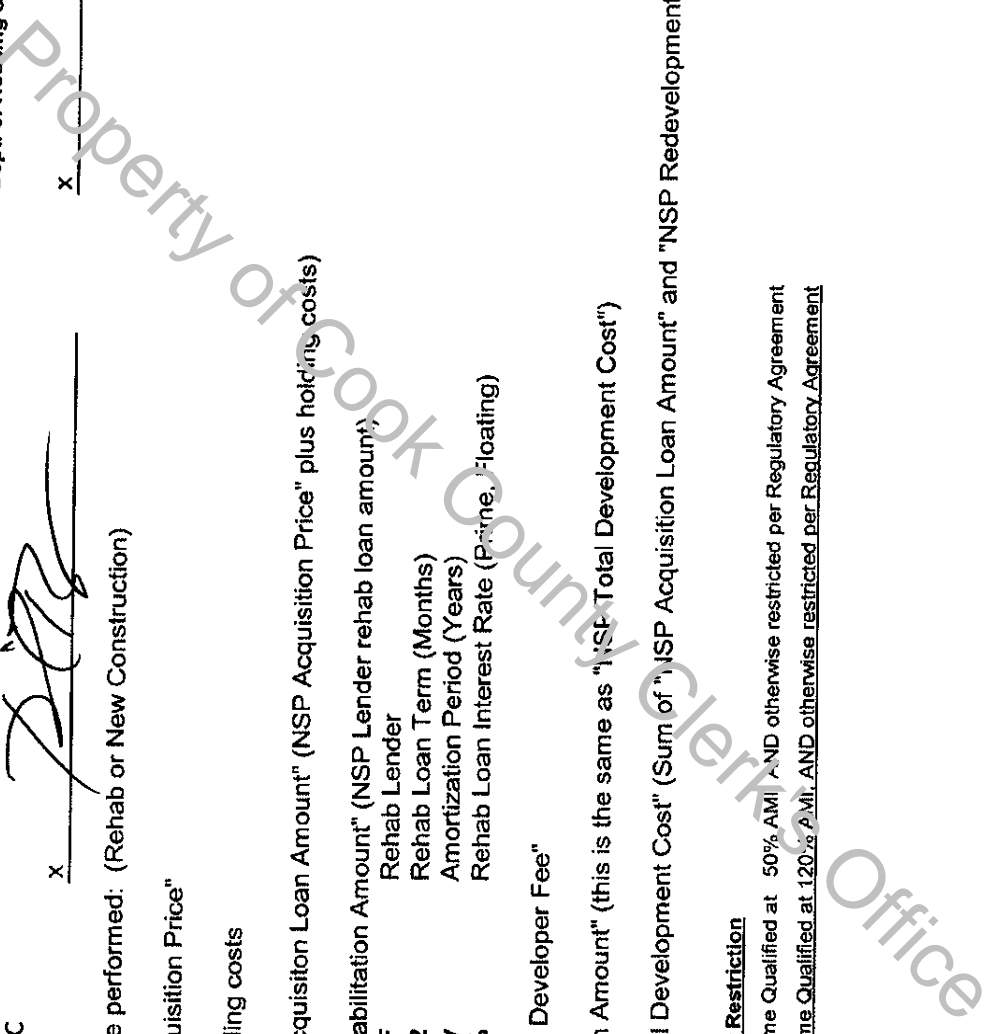 C
x
x
e performed: (Rehab or New Construction)
uisition Price"
ing costs
cquisiton Loan Amount" (NSP Acquisition Price" plus holding costs)
abilitation Amount" (NSP Lender rehab loan amount)
Rehab Lender
Rehab Loan Term (Months)
Amortization Period (Years)
Rehab Loan Interest Rate (Prime, Floating)
Developer Fee"
n Amount" (this is the same as "NSP Total Development Cost")
l Development Cost" (Sum of "NSP Acquisition Loan Amount" and "NSP Redevelopment
Restriction
me Qualified at 50% AMI AND otherwise restricted per Regulatory Agreement
me Qualified at 120% AMI, AND otherwise restricted per Regulatory Agreement
Property of Cook County Clerk's Office